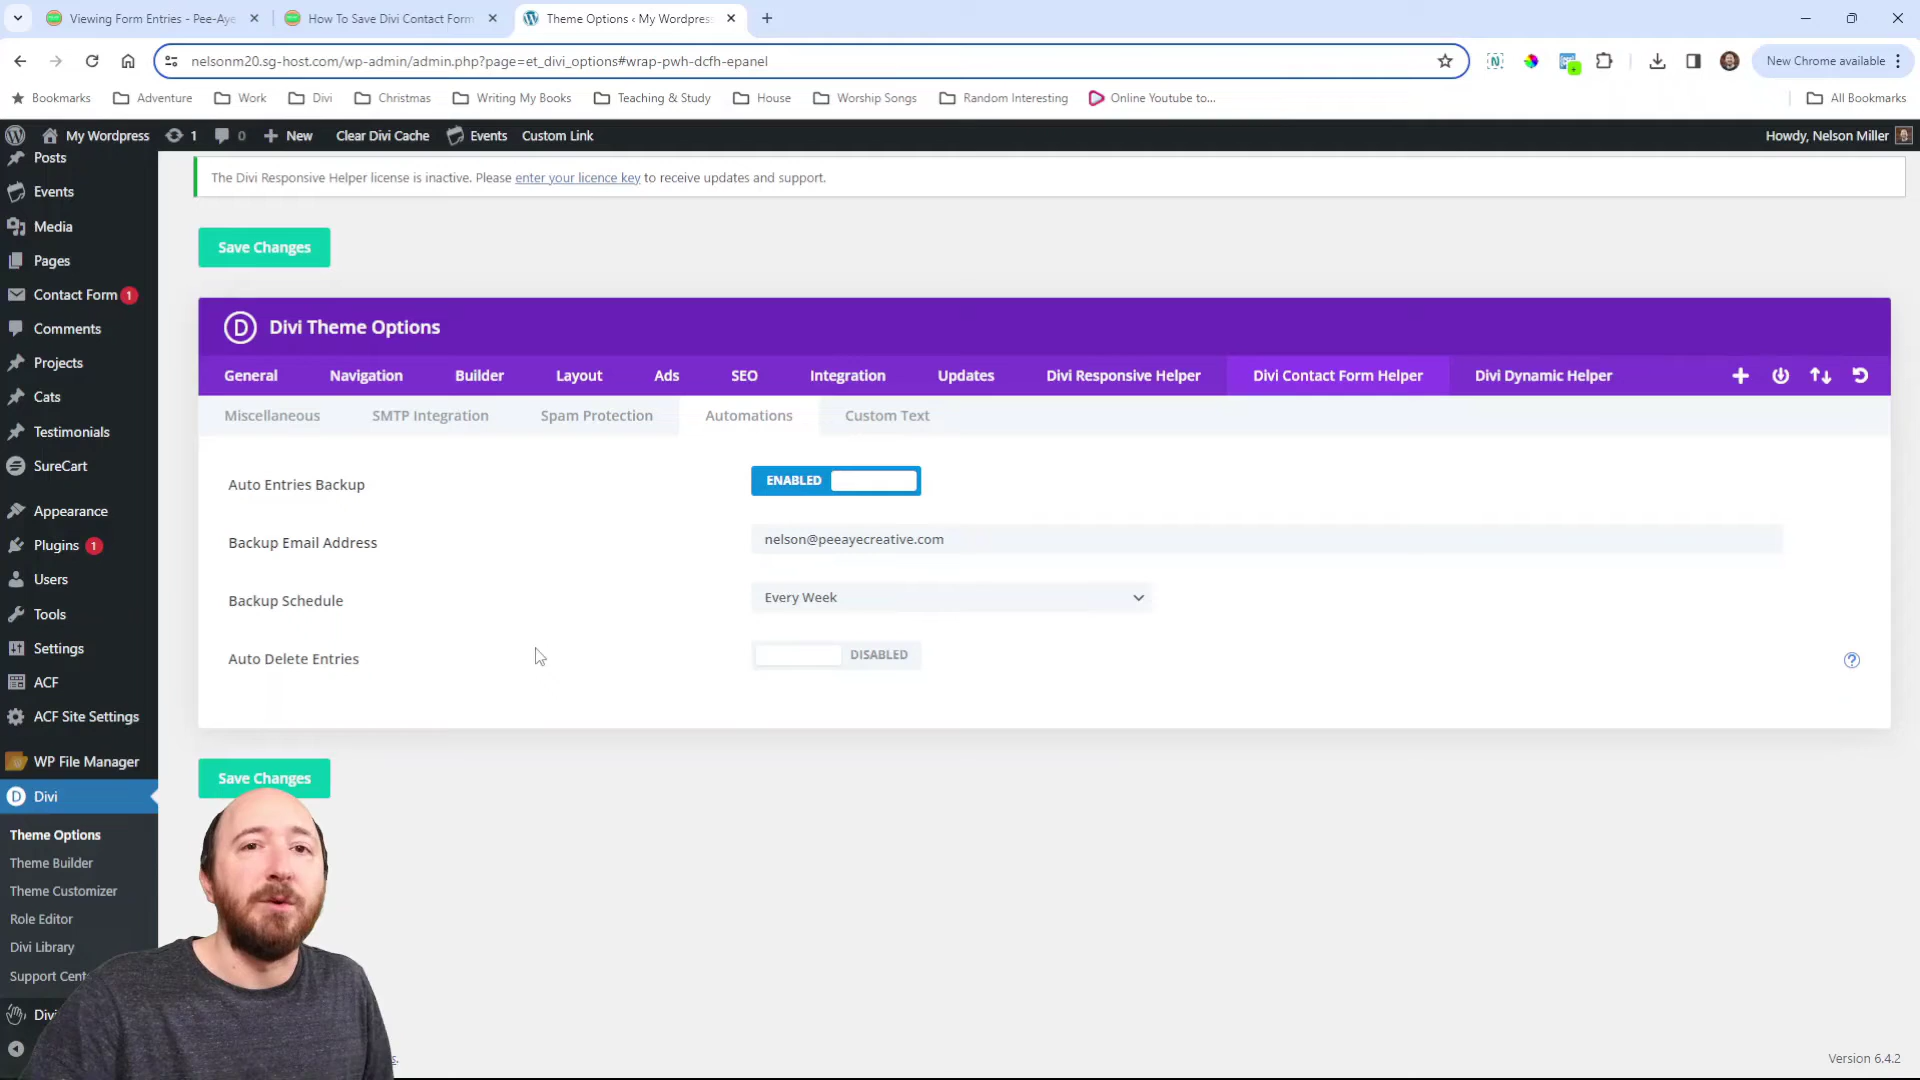 Viewing Form Entries - Pee-Aye
How To Save Divi Contact Form
Theme Options ‹ My Wordpress
nelsonm20.sg-host.com/wp-admin/admin.php?page=et_divi_options#wrap-pwh-dcfh-epanel
New Chrome available
Bookmarks
Adventure
Work
Divi
Christmas
Writing My Books
Teaching & Study
House
Worship Songs
Random Interesting
Online Youtube to...
All Bookmarks
My Wordpress
1
0
New
Clear Divi Cache
Events
Custom Link
Howdy, Nelson Miller
Posts
Events
Media
Pages
Contact Form 1
Comments
Projects
Cats
Testimonials
SureCart
Appearance
Plugins 1
Users
Tools
Settings
ACF
ACF Site Settings
WP File Manager
Divi
Theme Options
Theme Builder
Theme Customizer
Role Editor
Divi Library
Support Cent
Divi
The Divi Responsive Helper license is inactive. Please enter your licence key to receive updates and support.
Save Changes
D Divi Theme Options
General
Navigation
Builder
Layout
Ads
SEO
Integration
Updates
Divi Responsive Helper
Divi Contact Form Helper
Divi Dynamic Helper
Miscellaneous
SMTP Integration
Spam Protection
Automations
Custom Text
Auto Entries Backup
ENABLED
Backup Email Address
nelson@peeayecreative.com
Backup Schedule
Every Week
Auto Delete Entries
DISABLED
?
Save Changes
s.
Version 6.4.2